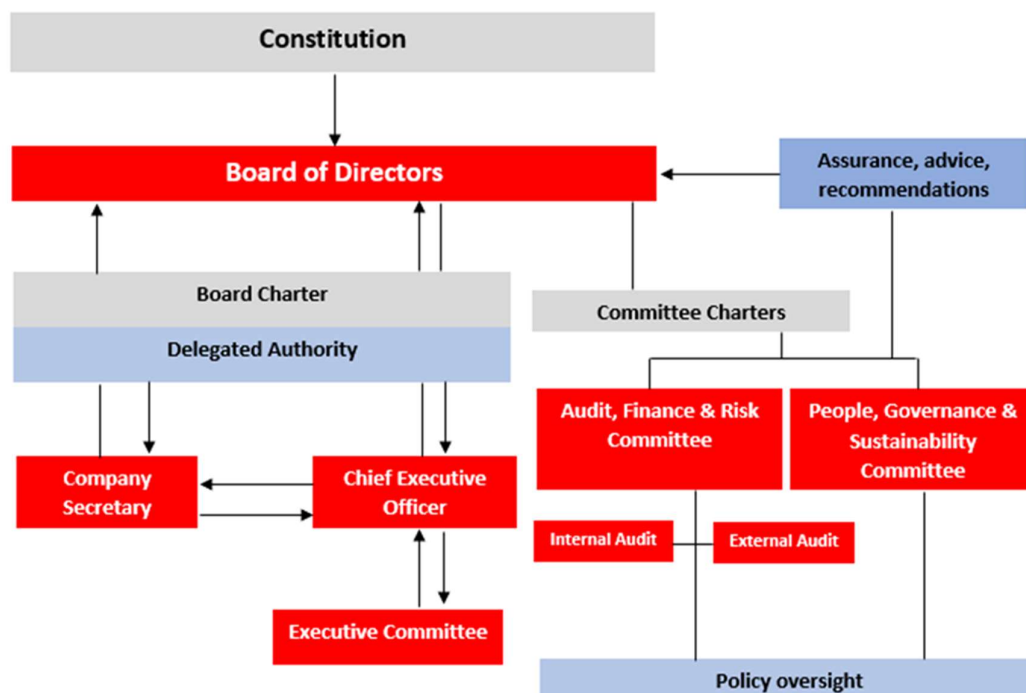 Constitution
Board of Directors
Assurance, advice,
recommendations
Board Charter
Delegated Authority
Committee Charters
Audit, Finance & Risk
Committee
People, Governance &
Sustainability
Committee
Company
Secretary
Chief Executive
Officer
Internal Audit
External Audit
Executive Committee
Policy oversight